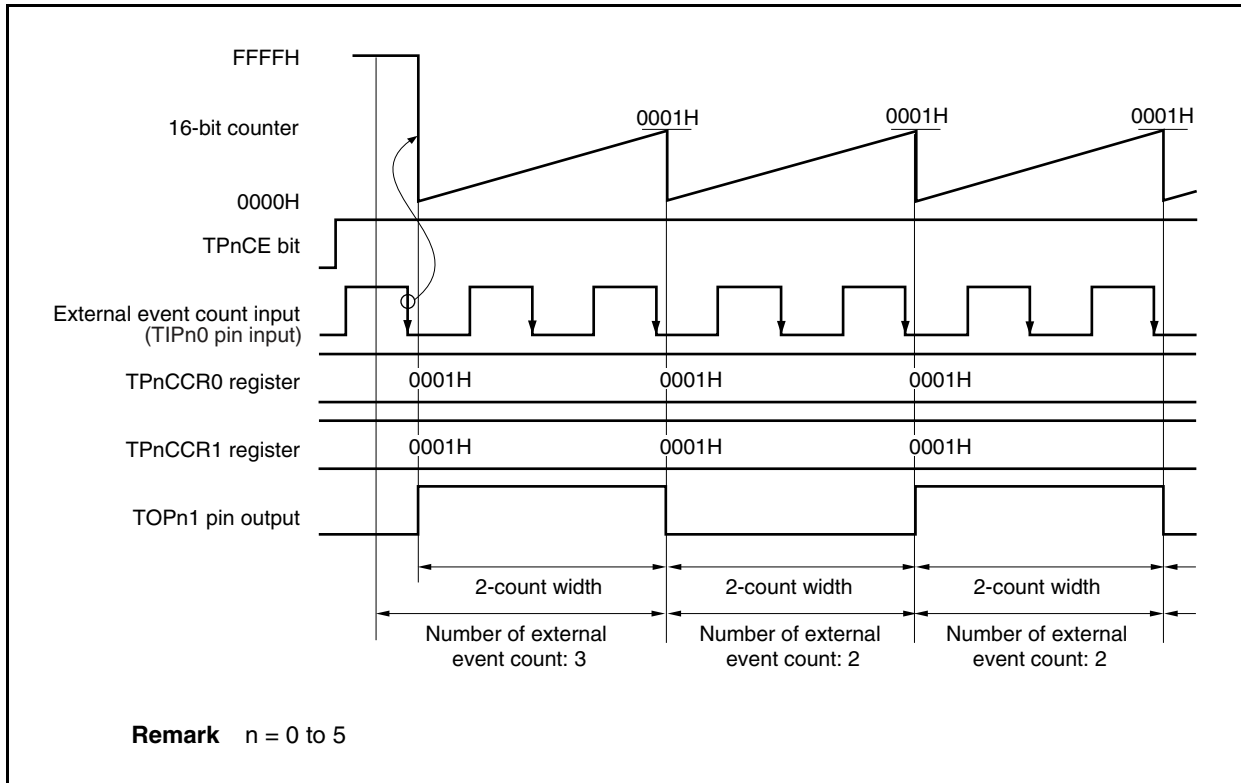 FFFFH
16-bit counter
0001H 0001H 0001H
0000H
TPnCE bit
External event count input
(TIPn0 pin input)
TPnCCR0 register
0001H 0001H 0001H
TPnCCR1 register
0001H 0001H 0001H
TOPn1 pin output
2-count width 2-count width 2-count width
Number of external Number of external Number of external
event count: 3 event count: 2 event count: 2
Remark n = 0 to 5